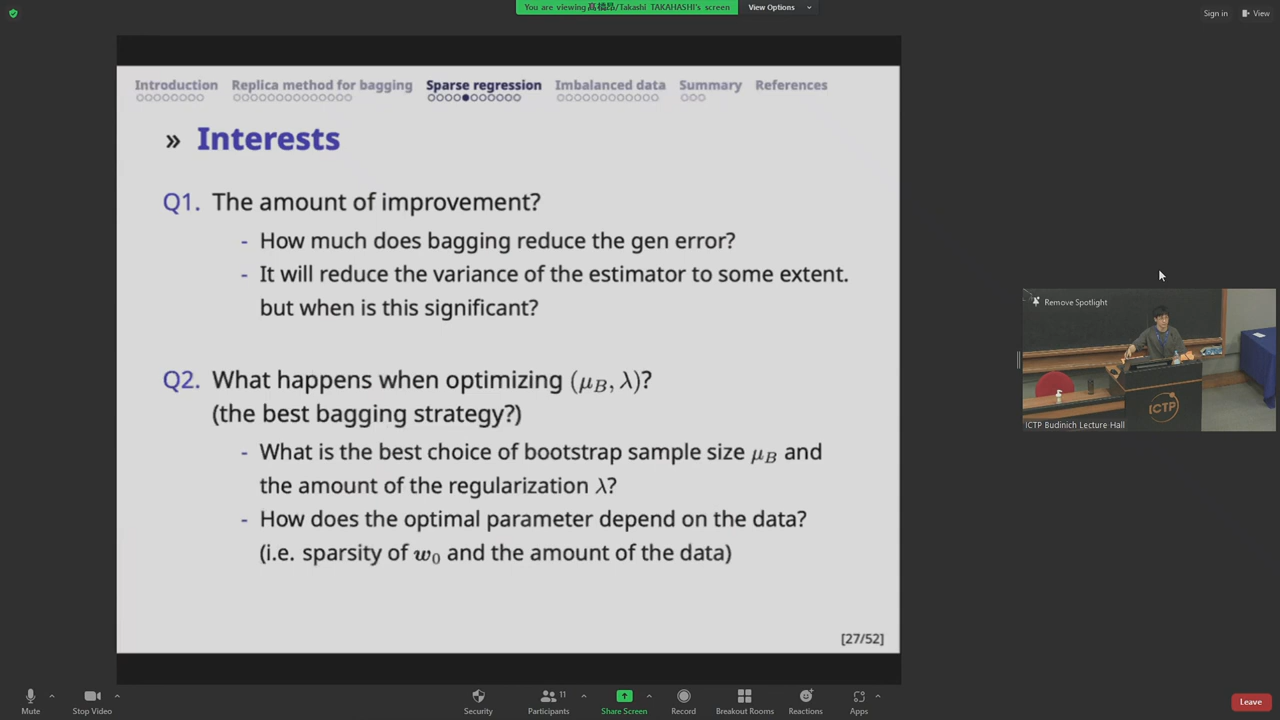 You are viewing 髙橋昂/Takashi TAKAHASHI's screen
View Options
Sign in
View
Introduction
Replica method for bagging
Sparse regression
Imbalanced data
Summary
References
» Interests
Q1. The amount of improvement?
- How much does bagging reduce the gen error?
- It will reduce the variance of the estimator to some extent.
but when is this significant?
Q2. What happens when optimizing (μ_B, λ)?
(the best bagging strategy?)
- What is the best choice of bootstrap sample size μ_B and
the amount of the regularization λ?
- How does the optimal parameter depend on the data?
(i.e. sparsity of w₀ and the amount of the data)
[27/52]
Remove Spotlight
ICTP
ICTP Budinich Lecture Hall
Mute
Stop Video
Security
Participants
11
Share Screen
Record
Breakout Rooms
Reactions
Apps
Leave